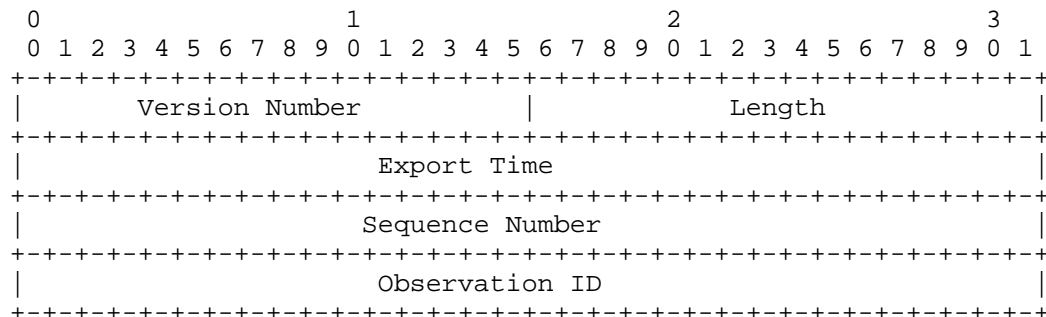 0                   1                   2                   3
0 1 2 3 4 5 6 7 8 9 0 1 2 3 4 5 6 7 8 9 0 1 2 3 4 5 6 7 8 9 0 1
+-+-+-+-+-+-+-+-+-+-+-+-+-+-+-+-+-+-+-+-+-+-+-+-+-+-+-+-+-+-+-+-+
|       Version Number          |            Length             |
+-+-+-+-+-+-+-+-+-+-+-+-+-+-+-+-+-+-+-+-+-+-+-+-+-+-+-+-+-+-+-+-+
|                      Export Time                              |
+-+-+-+-+-+-+-+-+-+-+-+-+-+-+-+-+-+-+-+-+-+-+-+-+-+-+-+-+-+-+-+-+
|                     Sequence Number                           |
+-+-+-+-+-+-+-+-+-+-+-+-+-+-+-+-+-+-+-+-+-+-+-+-+-+-+-+-+-+-+-+-+
|                      Observation ID                           |
+-+-+-+-+-+-+-+-+-+-+-+-+-+-+-+-+-+-+-+-+-+-+-+-+-+-+-+-+-+-+-+-+